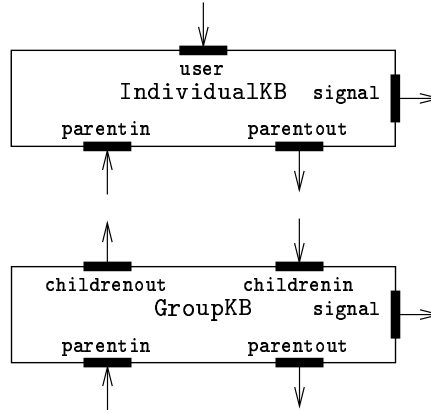 user
IndividualKB
signal
parentin
parentout
childrenout
childrenin
GroupKB
signal
parentin
parentout